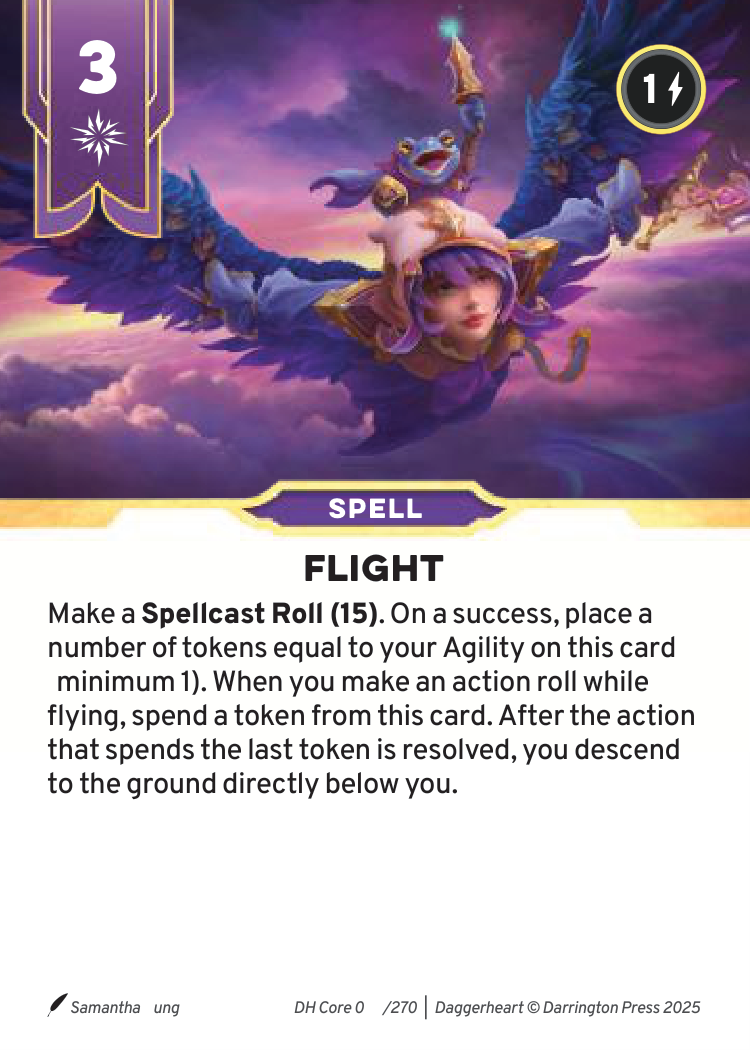 3
1
SPELL
FLIGHT
Make a Spellcast Roll (15). On a success, place a
number of tokens equal to your Agility on this card
minimum 1). When you make an action roll while
flying, spend a token from this card. After the action
that spends the last token is resolved, you descend
to the ground directly below you.
Samantha ung
DH Core 0 /270 | Daggerheart © Darrington Press 2025